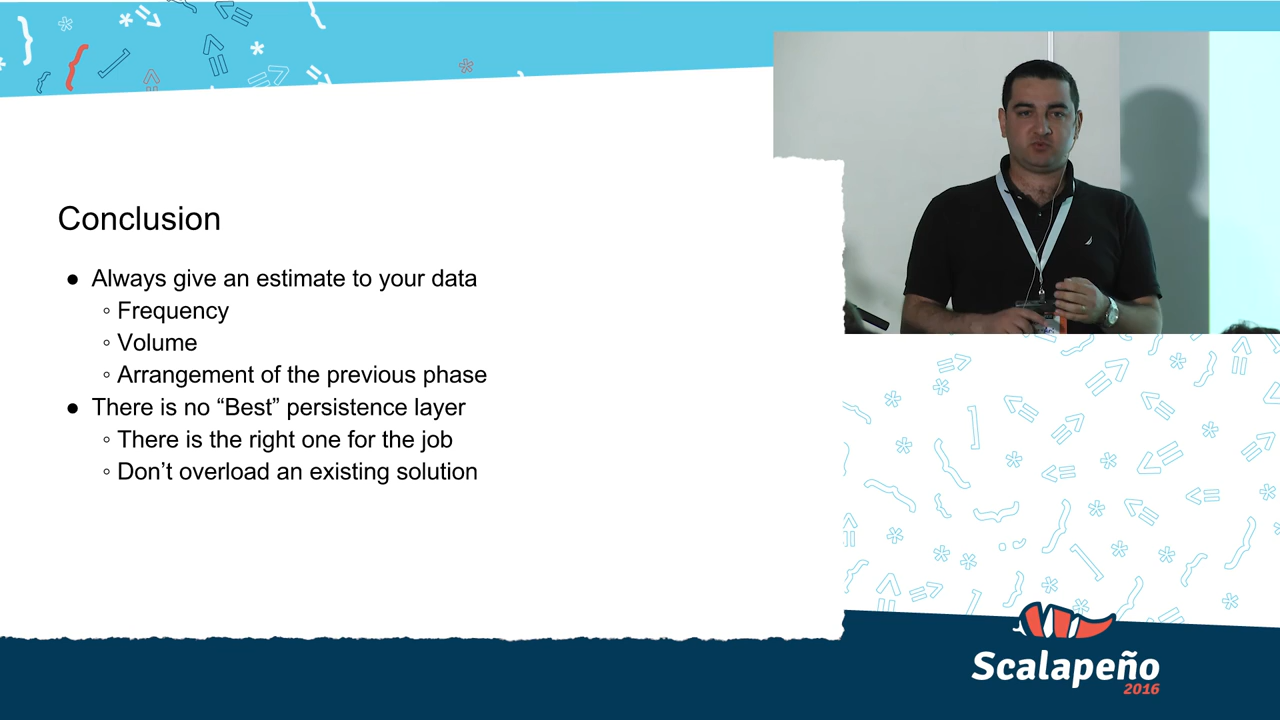 Conclusion
● Always give an estimate to your data
◦ Frequency
◦ Volume
◦ Arrangement of the previous phase
● There is no “Best” persistence layer
◦ There is the right one for the job
◦ Don’t overload an existing solution
Scalapeño
2016